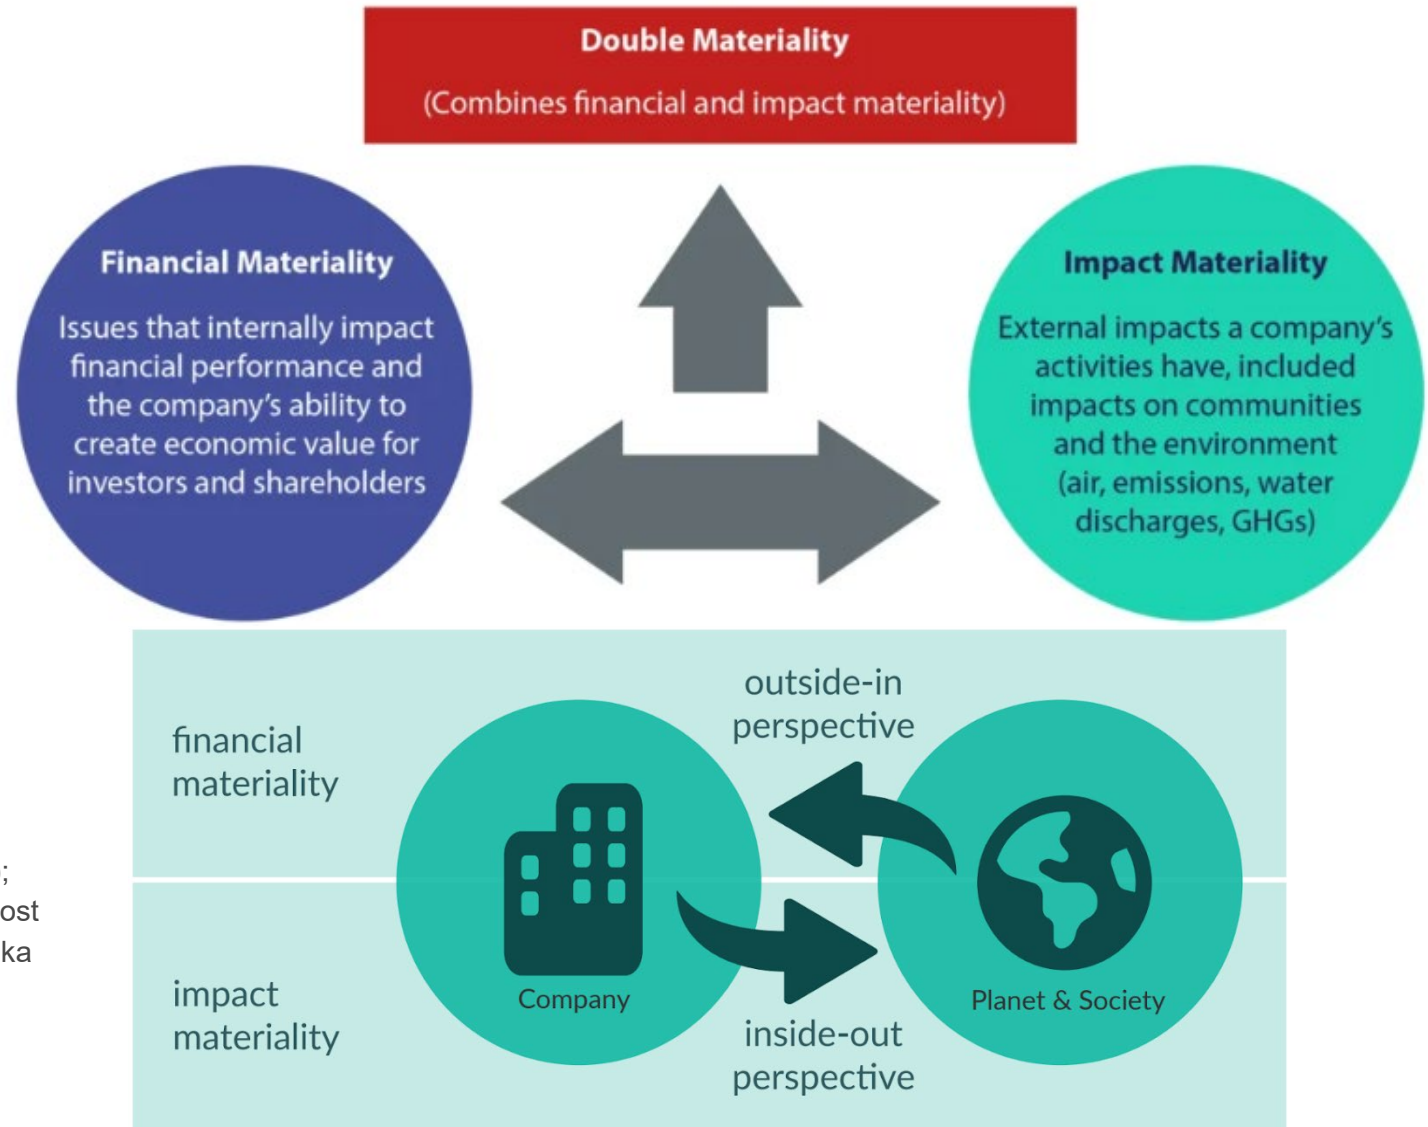 Double Materiality
(Combines financial and impact materiality)
Financial Materiality
Issues that internally impact
financial performance and
the company's ability to
create economic value for
investors and shareholders
Impact Materiality
External impacts a company's
activities have, included
impacts on communities
and the environment
(air, emissions, water
discharges, GHGs)
financial
materiality
outside-in
perspective
Company
Planet & Society
impact
materiality
inside-out
perspective
;
ost
ka